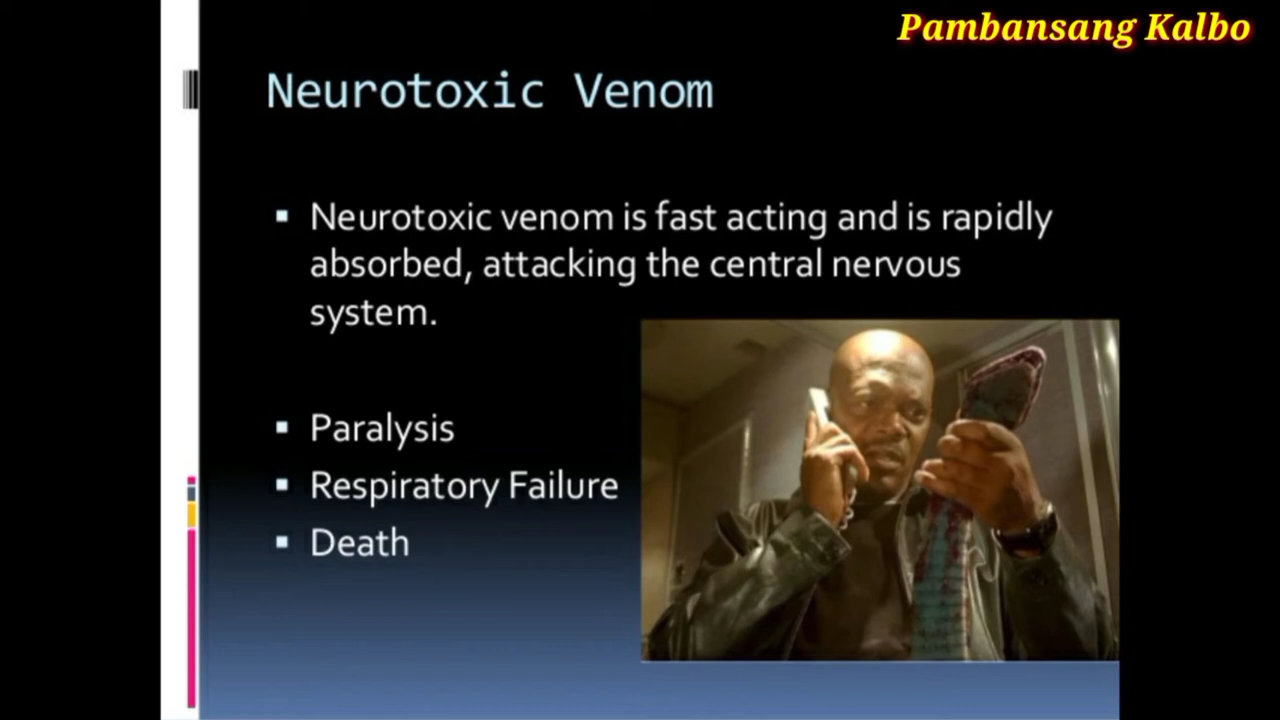 Pambansang Kalbo
Neurotoxic Venom
Neurotoxic venom is fast acting and is rapidly
absorbed, attacking the central nervous
system.
Paralysis
Respiratory Failure
Death